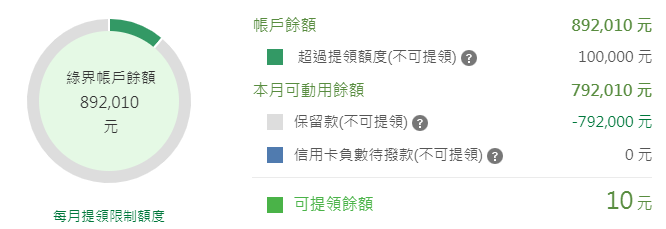 綠界帳戶餘額
892,010
元
每月提領限制額度
帳戶餘額 892,010 元
超過提領額度(不可提領) ? 100,000 元
本月可動用餘額 792,010 元
保留款(不可提領) ? -792,000 元
信用卡負數待撥款(不可提領) ? 0 元
可提領餘額 10 元